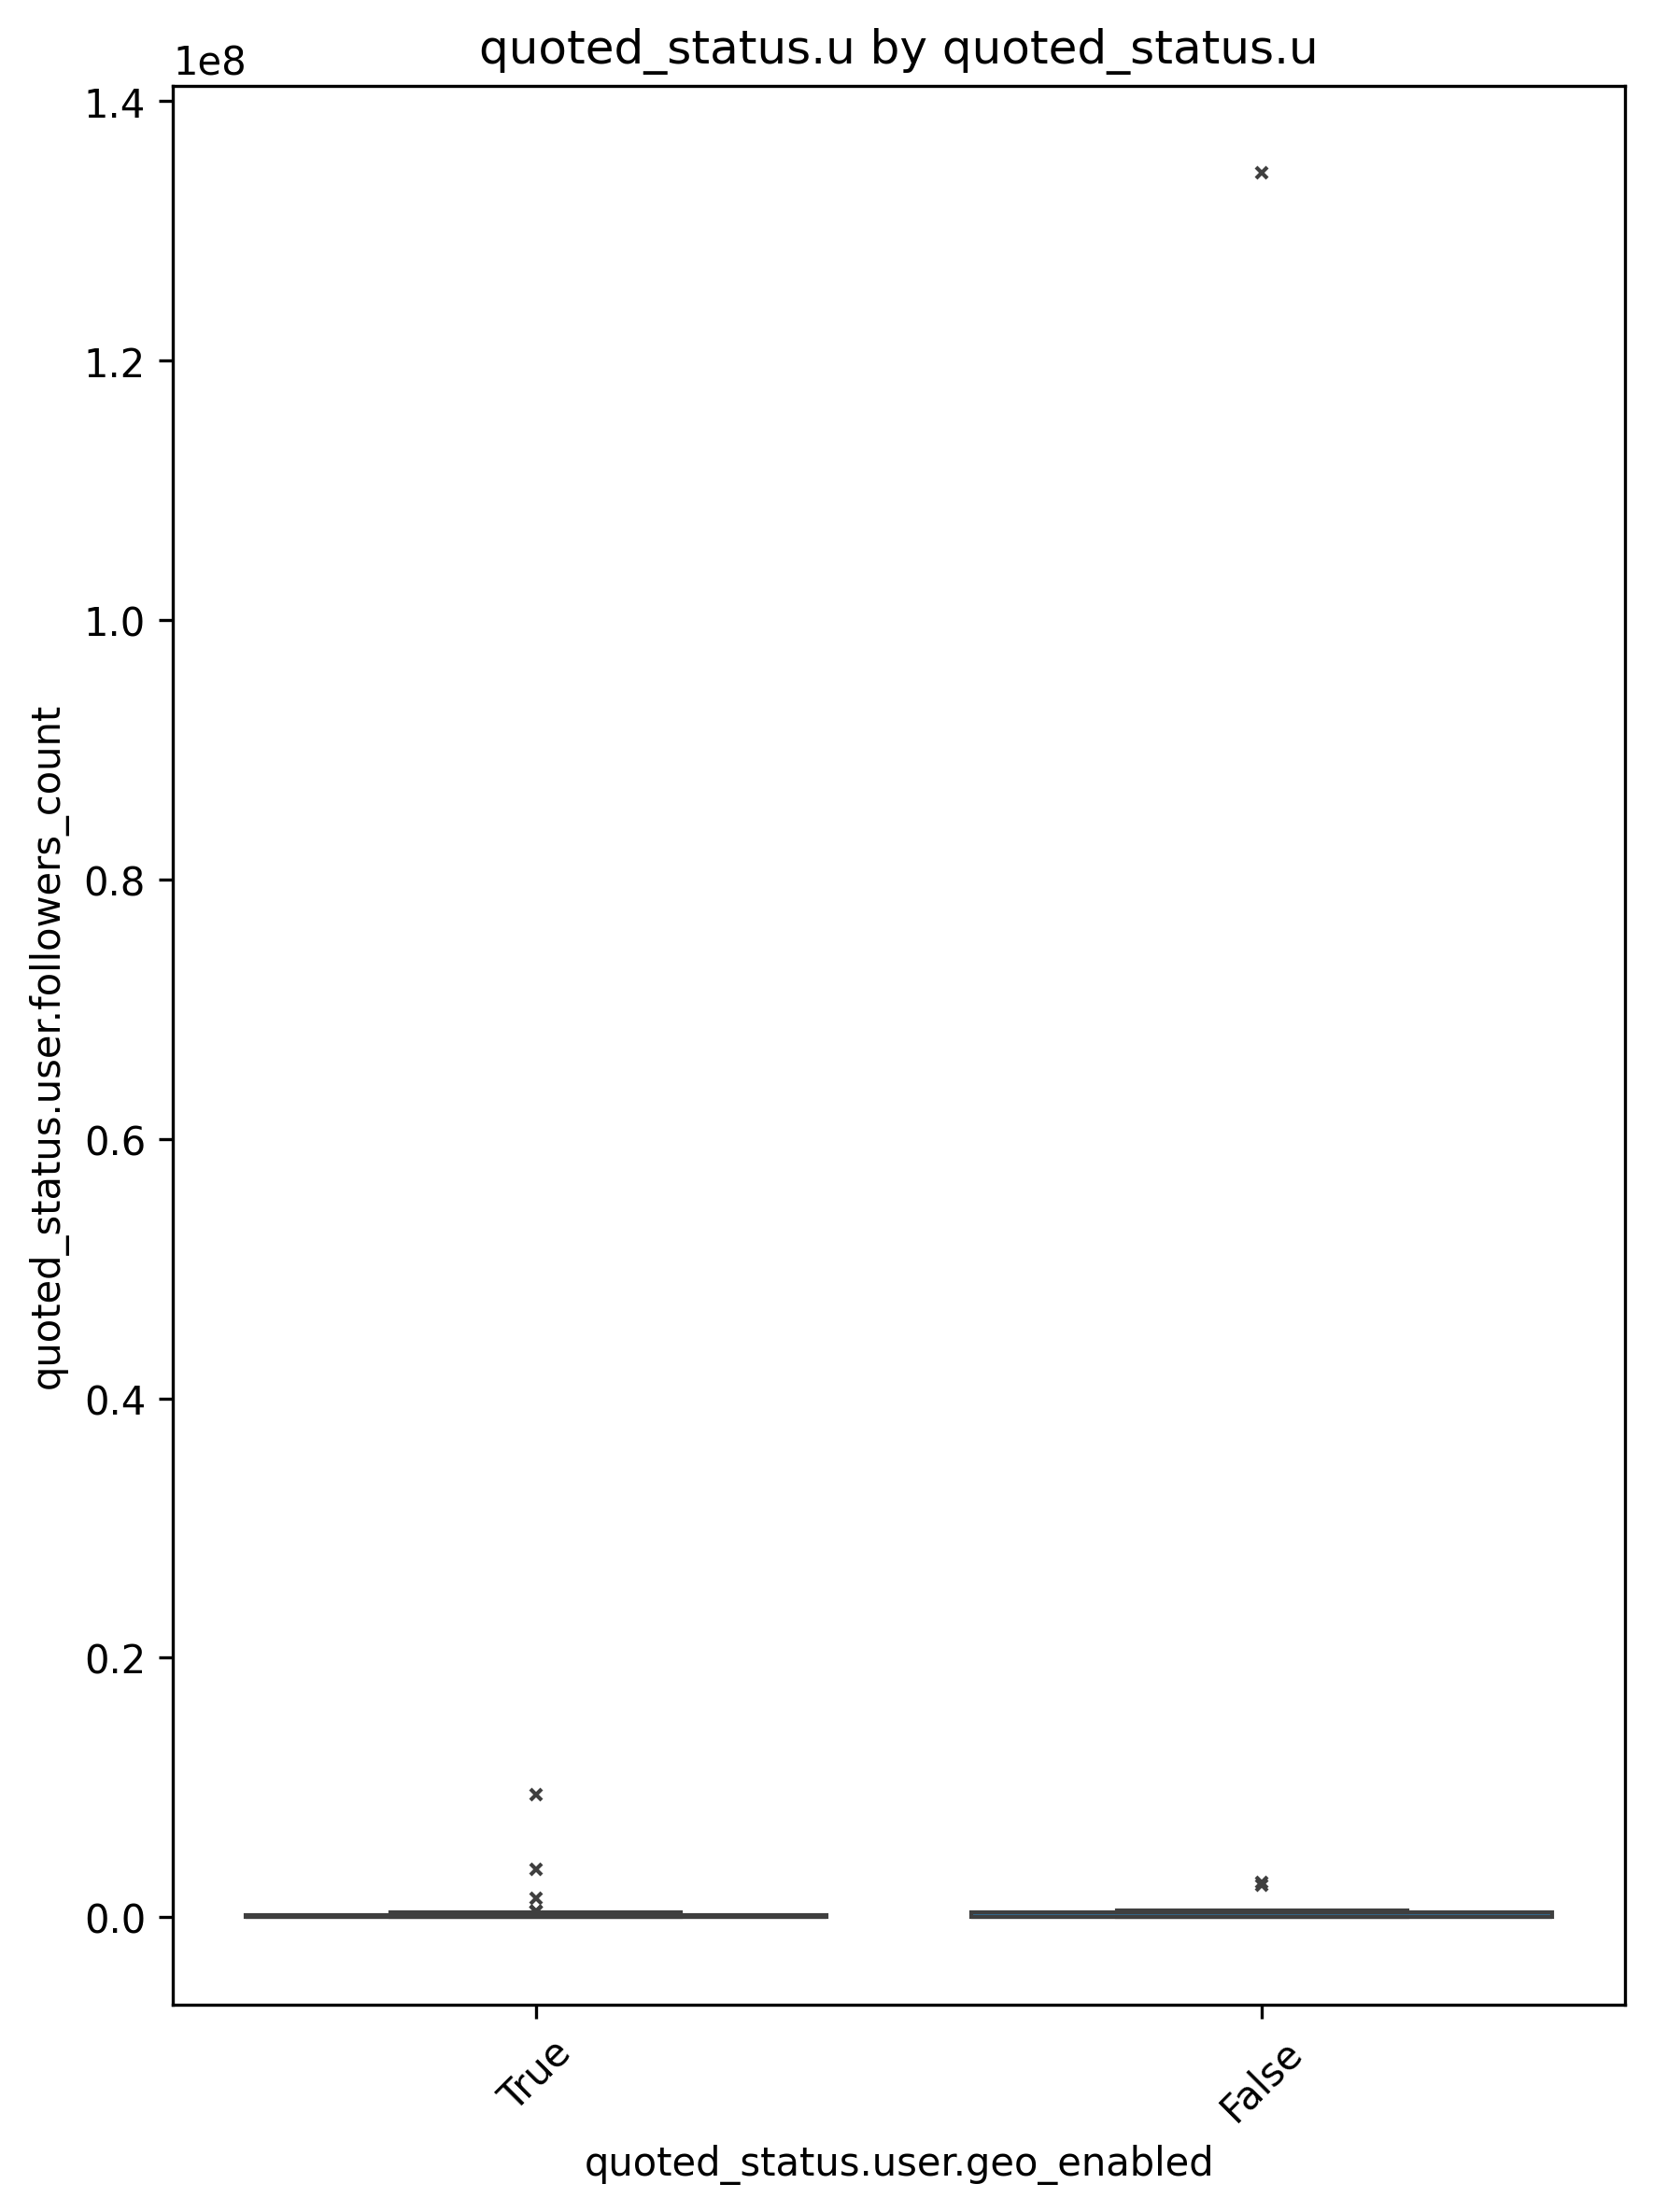 quoted_status.u by quoted_status.u
1e8
1.4
1.2
1.0
0.8
0.6
0.4
0.2
0.0
quoted_status.user.followers_count
True
False
quoted_status.user.geo_enabled